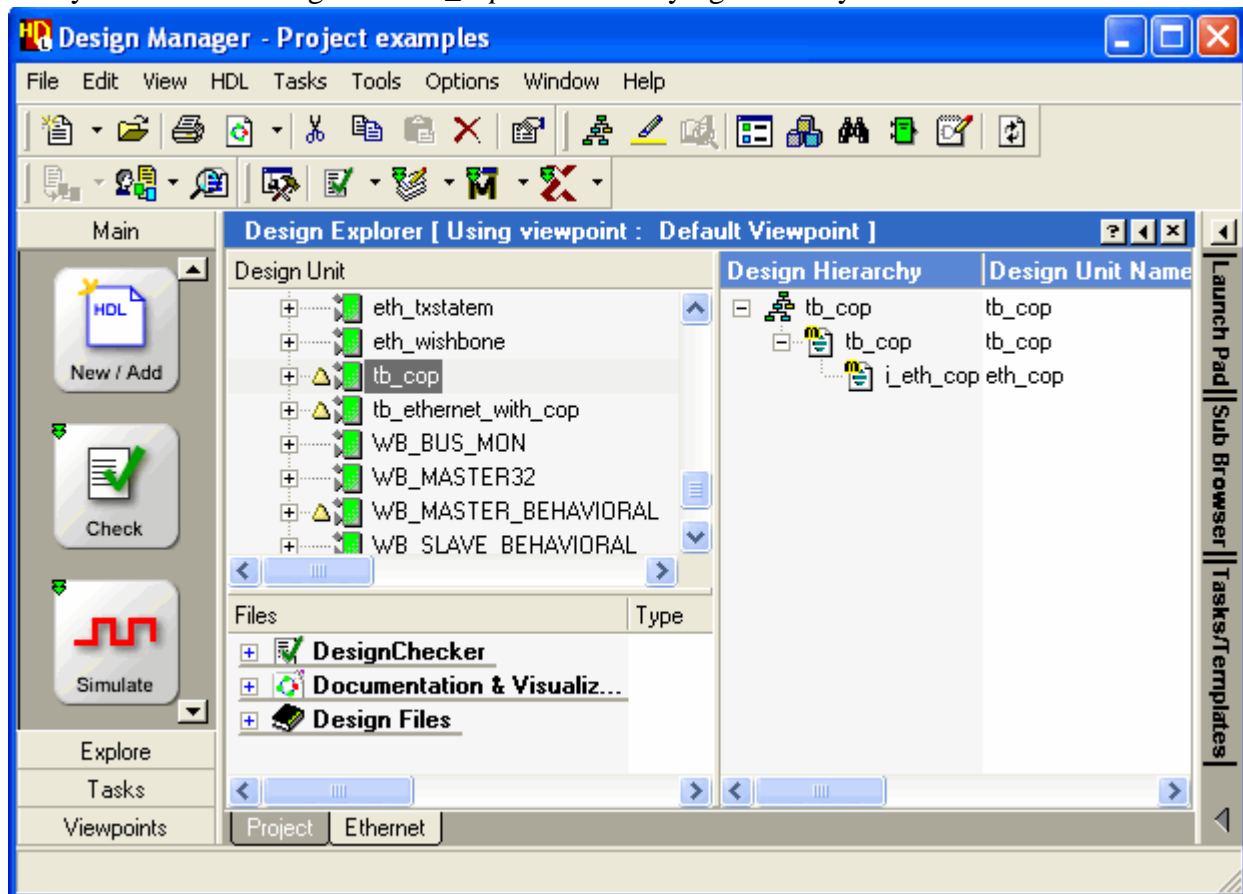 Design Manager - Project examples
File Edit View HDL Tasks Tools Options Window Help
Main
HDL
New / Add
Check
Simulate
Explore
Tasks
Viewpoints
Design Explorer [ Using viewpoint : Default Viewpoint ]
Design Unit
eth_txstatem
eth_wishbone
tb_cop
tb_ethernet_with_cop
WB_BUS_MON
WB_MASTER32
WB_MASTER_BEHAVIORAL
WB_SLAVE_BEHAVIORAL
Files Type
DesignChecker
Documentation & Visualiz...
Design Files
Design Hierarchy Design Unit Name
tb_cop tb_cop
tb_cop tb_cop
i_eth_cop eth_cop
Project Ethernet
Launch Pad
Sub Browser
Tasks/Templates